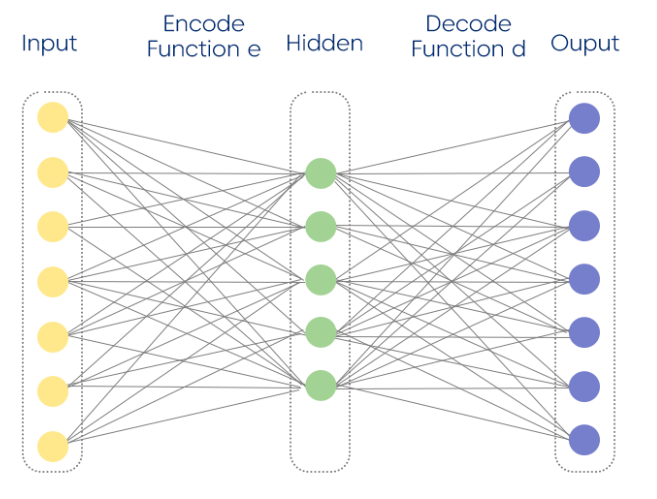 Input
Encode
Function e
Hidden
Decode
Function d
Ouput